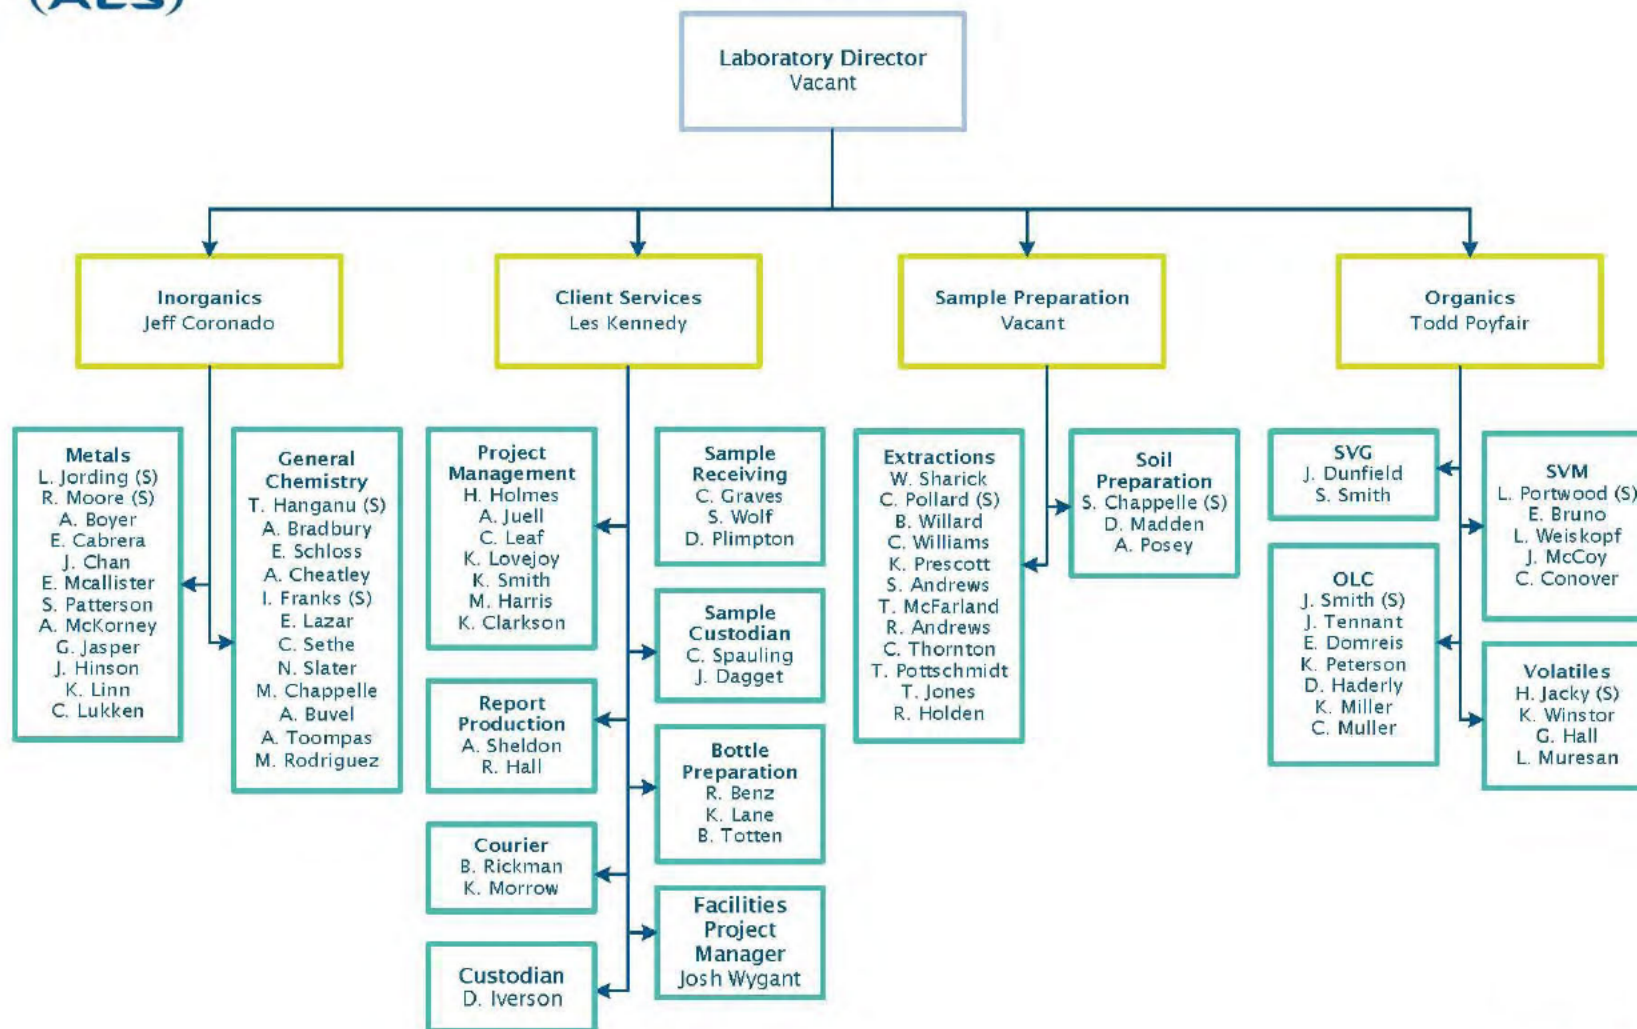 (ALS)
Laboratory Director
Vacant
Inorganics
Jeff Coronado
Client Services
Les Kennedy
Sample Preparation
Vacant
Organics
Todd Poyfair
Metals
L. Jording (S)
R. Moore (S)
A. Boyer
E. Cabrera
J. Chan
E. Mcallister
S. Patterson
A. McKorney
G. Jasper
J. Hinson
K. Linn
C. Lukken
General
Chemistry
T. Hanganu (S)
A. Bradbury
E. Schloss
A. Cheatley
I. Franks (S)
E. Lazar
C. Sethe
N. Slater
M. Chappelle
A. Buvel
A. Toompas
M. Rodriguez
Project
Management
H. Holmes
A. Juell
C. Leaf
K. Lovejoy
K. Smith
M. Harris
K. Clarkson
Report
Production
A. Sheldon
R. Hall
Courier
B. Rickman
K. Morrow
Custodian
D. Iverson
Sample
Receiving
C. Graves
S. Wolf
D. Plimpton
Sample
Custodian
C. Spauling
J. Dagget
Bottle
Preparation
R. Benz
K. Lane
B. Totten
Facilities
Project
Manager
Josh Wygant
Extractions
W. Sharick
C. Pollard (S)
B. Willard
C. Williams
K. Prescott
S. Andrews
T. McFarland
R. Andrews
C. Thornton
T. Pottschmidt
T. Jones
R. Holden
Soil
Preparation
S. Chappelle (S)
D. Madden
A. Posey
SVG
J. Dunfield
S. Smith
OLC
J. Smith (S)
J. Tennant
E. Domreis
K. Peterson
D. Haderly
K. Miller
C. Muller
SVM
L. Portwood (S)
E. Bruno
L. Weiskopf
J. McCoy
C. Conover
Volatiles
H. Jacky (S)
K. Winstor
G. Hall
L. Muresan